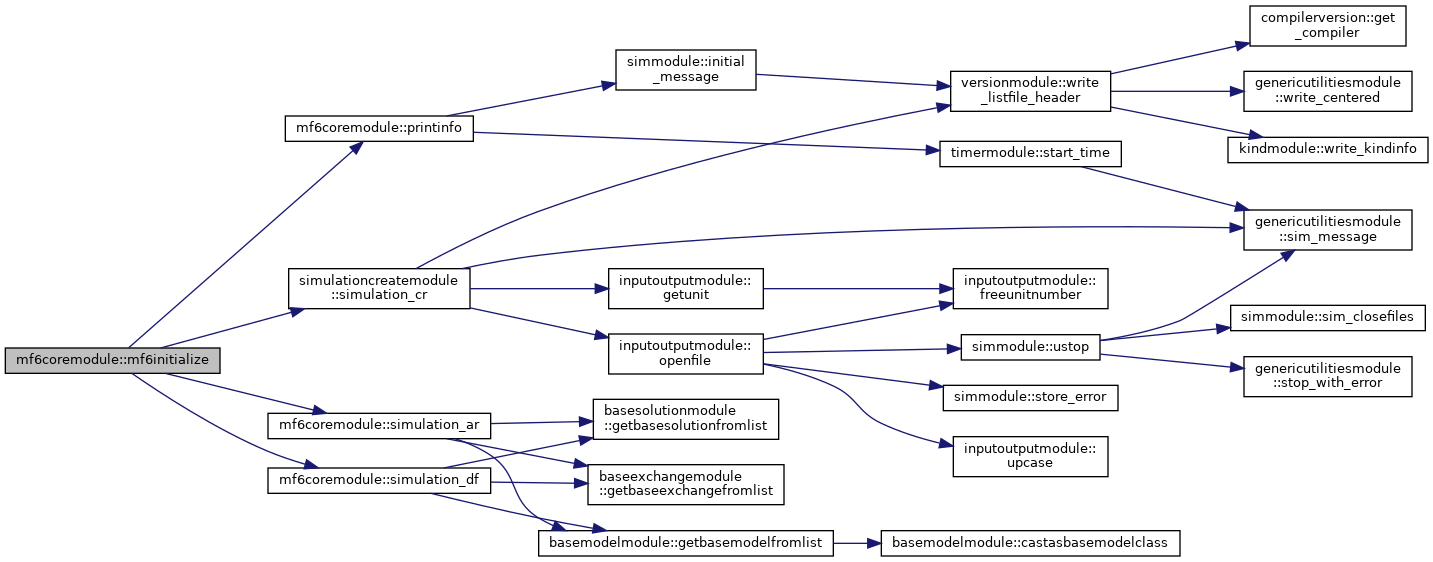 mf6coremodule::mf6initialize
mf6coremodule::printinfo
simulationcreatemodule
::simulation_cr
mf6coremodule::simulation_ar
mf6coremodule::simulation_df
simmodule::initial
_message
inputoutputmodule::
getunit
inputoutputmodule::
openfile
basesolutionmodule
::getbasesolutionfromlist
baseexchangemodule
::getbaseexchangefromlist
basemodelmodule::getbasemodelfromlist
versionmodule::write
_listfile_header
timermodule::start_time
inputoutputmodule::
freeunitnumber
simmodule::ustop
simmodule::store_error
inputoutputmodule::
upcase
basemodelmodule::castasbasemodelclass
compilerversion::get
_compiler
genericutilitiesmodule
::write_centered
kindmodule::write_kindinfo
genericutilitiesmodule
::sim_message
simmodule::sim_closefiles
genericutilitiesmodule
::stop_with_error